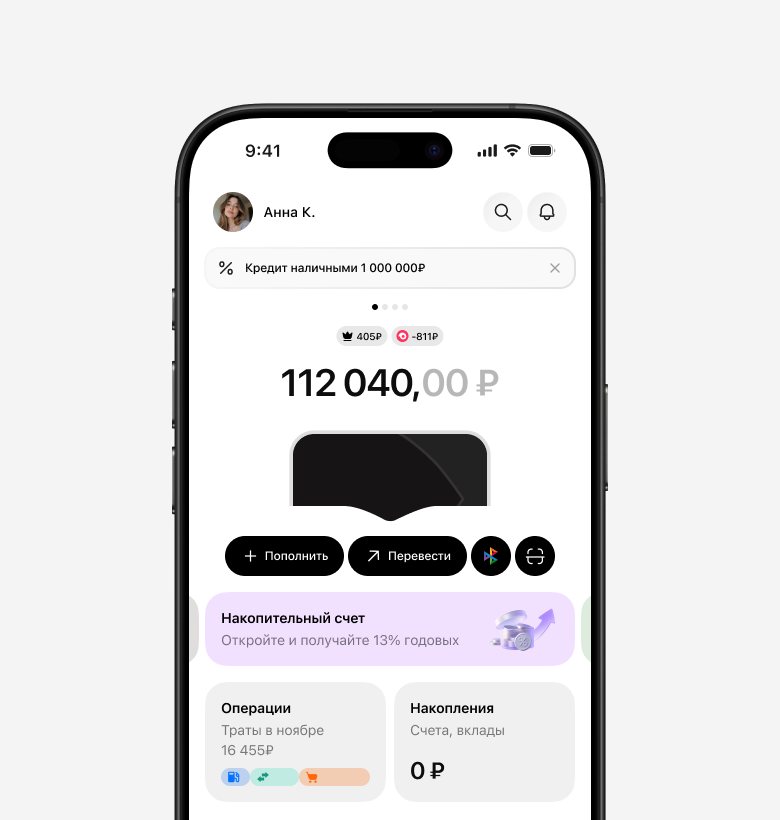 9:41
Анна К.
Кредит наличными 1 000 000₽
405₽ -811₽
112 040,00 ₽
Пополнить Перевести
Накопительный счет
Откройте и получайте 13% годовых
Операции
Траты в ноябре
16 455₽
Накопления
Счета, вклады
0 ₽